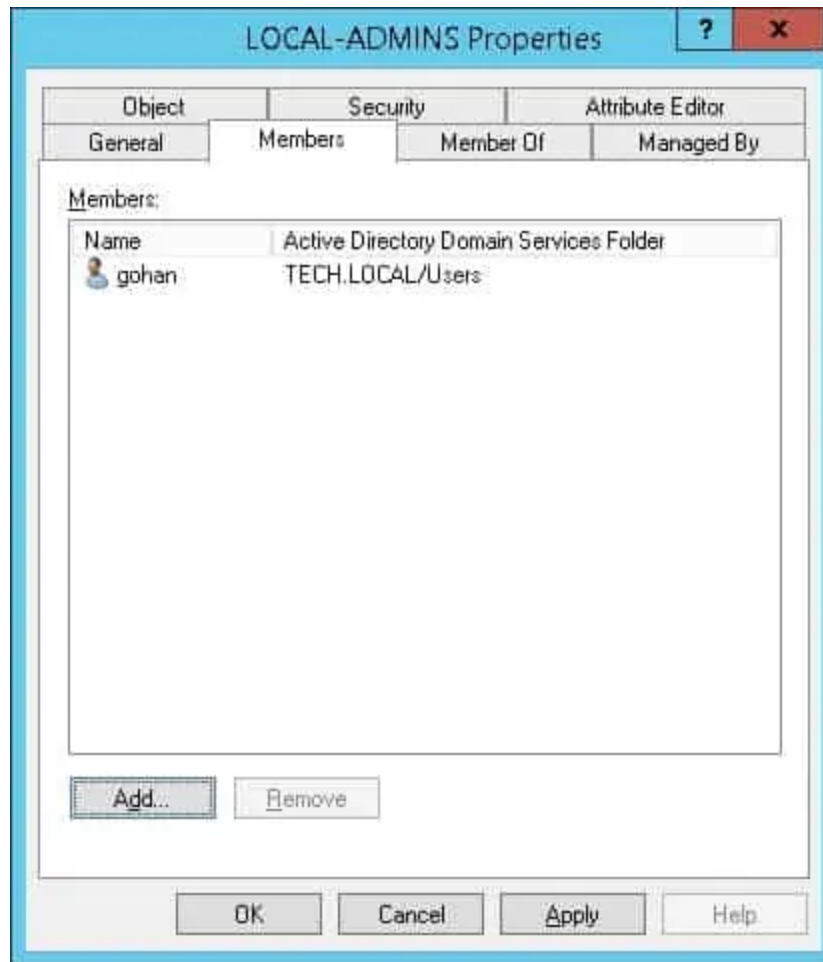 LOCAL-ADMINS Properties
?
x
Object
Security
Attribute Editor
General
Members
Member Of
Managed By
Members:
Name
Active Directory Domain Services Folder
gohan
TECH.LOCAL/Users
Add...
Remove
OK
Cancel
Apply
Help